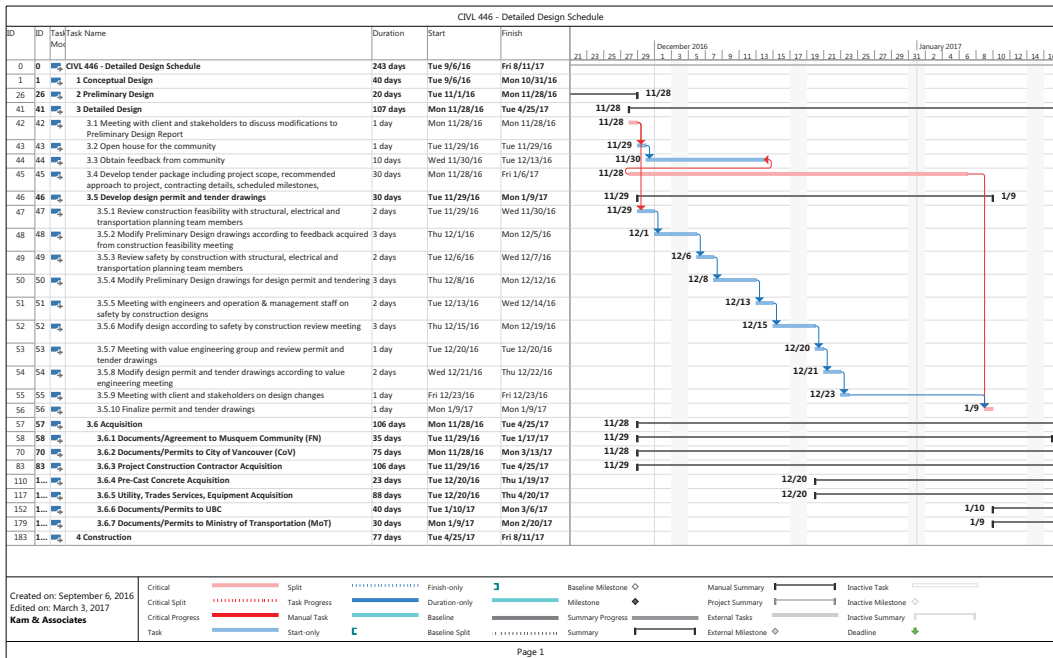 CIVL 446 - Detailed Design Schedule
ID ID Task Mod Task Name Duration Start Finish
December 2016 January 2017
21 23 25 27 29 1 3 5 7 9 11 13 15 17 19 21 23 25 27 29 31 2 4 6 8 10 12 14 16
0 0 CIVL 446 - Detailed Design Schedule 243 days Tue 9/6/16 Fri 8/11/17
1 1 1 Conceptual Design 40 days Tue 9/6/16 Mon 10/31/16
26 26 2 Preliminary Design 20 days Tue 11/1/16 Mon 11/28/16 11/28
41 41 3 Detailed Design 107 days Mon 11/28/16 Tue 4/25/17 11/28
42 42 3.1 Meeting with client and stakeholders to discuss modifications to 1 day Mon 11/28/16 Mon 11/28/16 11/28
Preliminary Design Report
43 43 3.2 Open house for the community 1 day Tue 11/29/16 Tue 11/29/16 11/29
44 44 3.3 Obtain feedback from community 10 days Wed 11/30/16 Tue 12/13/16 11/30
45 45 3.4 Develop tender package including project scope, recommended 30 days Mon 11/28/16 Fri 1/6/17 11/28
approach to project, contracting details, scheduled milestones,
46 46 3.5 Develop design permit and tender drawings 30 days Tue 11/29/16 Mon 1/9/17 11/29 1/9
47 47 3.5.1 Review construction feasibility with structural, electrical and 2 days Tue 11/29/16 Wed 11/30/16 11/29
transportation planning team members
48 48 3.5.2 Modify Preliminary Design drawings according to feedback acquired 3 days Thu 12/1/16 Mon 12/5/16 12/1
from construction feasibility meeting
49 49 3.5.3 Review safety by construction with structural, electrical and 2 days Tue 12/6/16 Wed 12/7/16 12/6
transportation planning team members
50 50 3.5.4 Modify Preliminary Design drawings for design permit and tendering 3 days Thu 12/8/16 Mon 12/12/16 12/8
51 51 3.5.5 Meeting with engineers and operation & management staff on 2 days Tue 12/13/16 Wed 12/14/16 12/13
safety by construction designs
52 52 3.5.6 Modify design according to safety by construction review meeting 3 days Thu 12/15/16 Mon 12/19/16 12/15
53 53 3.5.7 Meeting with value engineering group and review permit and 1 day Tue 12/20/16 Tue 12/20/16 12/20
tender drawings
54 54 3.5.8 Modify design permit and tender drawings according to value 2 days Wed 12/21/16 Thu 12/22/16 12/21
engineering meeting
55 55 3.5.9 Meeting with client and stakeholders on design changes 1 day Fri 12/23/16 Fri 12/23/16 12/23
56 56 3.5.10 Finalize permit and tender drawings 1 day Mon 1/9/17 Mon 1/9/17 1/9
57 57 3.6 Acquisition 106 days Mon 11/28/16 Tue 4/25/17 11/28
58 58 3.6.1 Documents/Agreement to Musquem Community (FN) 35 days Tue 11/29/16 Tue 1/17/17 11/29
70 70 3.6.2 Documents/Permits to City of Vancouver (CoV) 75 days Mon 11/28/16 Mon 3/13/17 11/28
83 83 3.6.3 Project Construction Contractor Acquisition 106 days Tue 11/29/16 Tue 4/25/17 11/29
110 1... 3.6.4 Pre-Cast Concrete Acquisition 23 days Tue 12/20/16 Thu 1/19/17 12/20
117 1... 3.6.5 Utility, Trades Services, Equipment Acquisition 88 days Tue 12/20/16 Thu 4/20/17 12/20
152 1... 3.6.6 Documents/Permits to UBC 40 days Tue 1/10/17 Mon 3/6/17 1/10
179 1... 3.6.7 Documents/Permits to Ministry of Transportation (MoT) 30 days Mon 1/9/17 Mon 2/20/17 1/9
183 1... 4 Construction 77 days Tue 4/25/17 Fri 8/11/17
Created on: September 6, 2016
Edited on: March 3, 2017
Kam & Associates
Critical Split Finish-only Baseline Milestone Manual Summary Inactive Task
Critical Split Task Progress Duration-only Milestone Project Summary Inactive Milestone
Critical Progress Manual Task Baseline Summary Progress External Tasks Inactive Summary
Task Start-only Baseline Split Summary External Milestone Deadline
Page 1